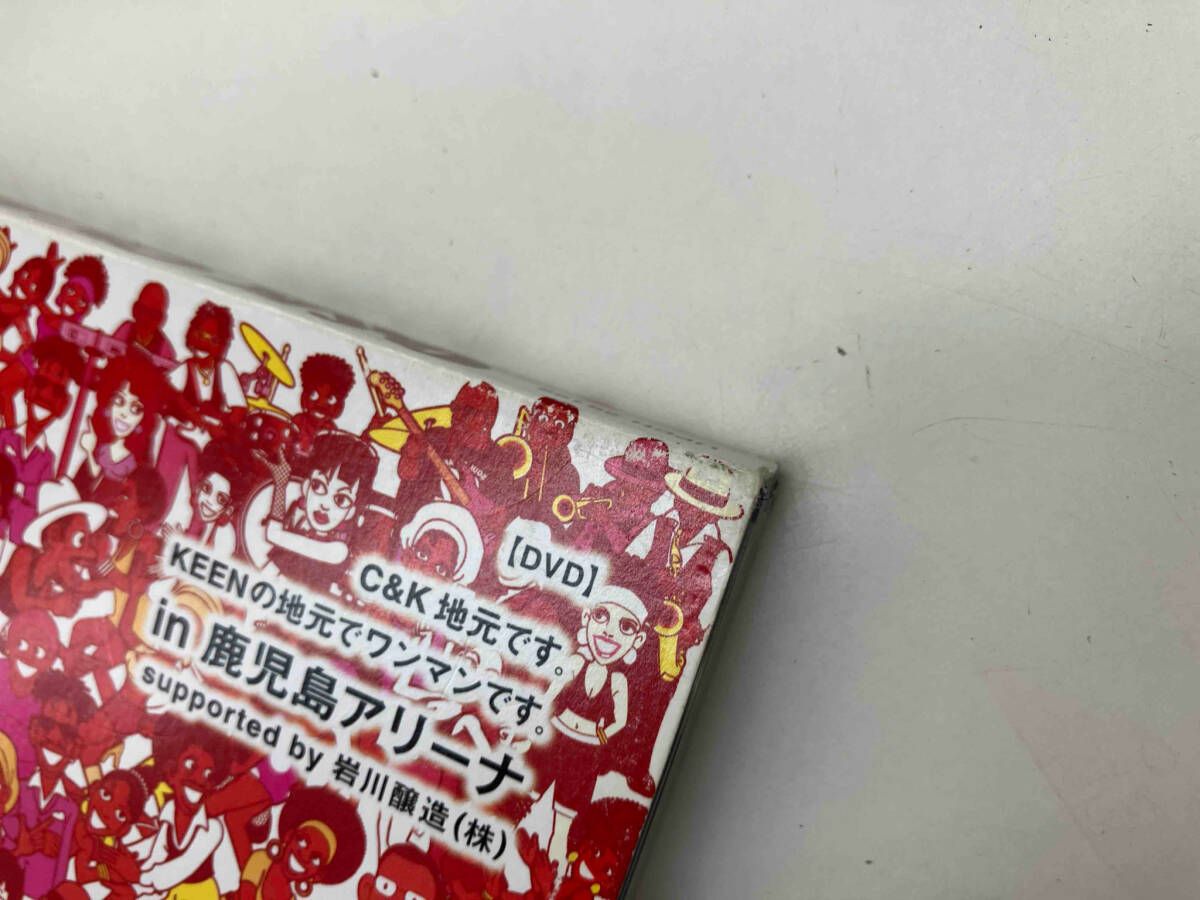 【DVD】
C&K 地元です。
KEENの地元でワンマンです。
in 鹿児島アリーナ
supported by 岩川醸造(株)